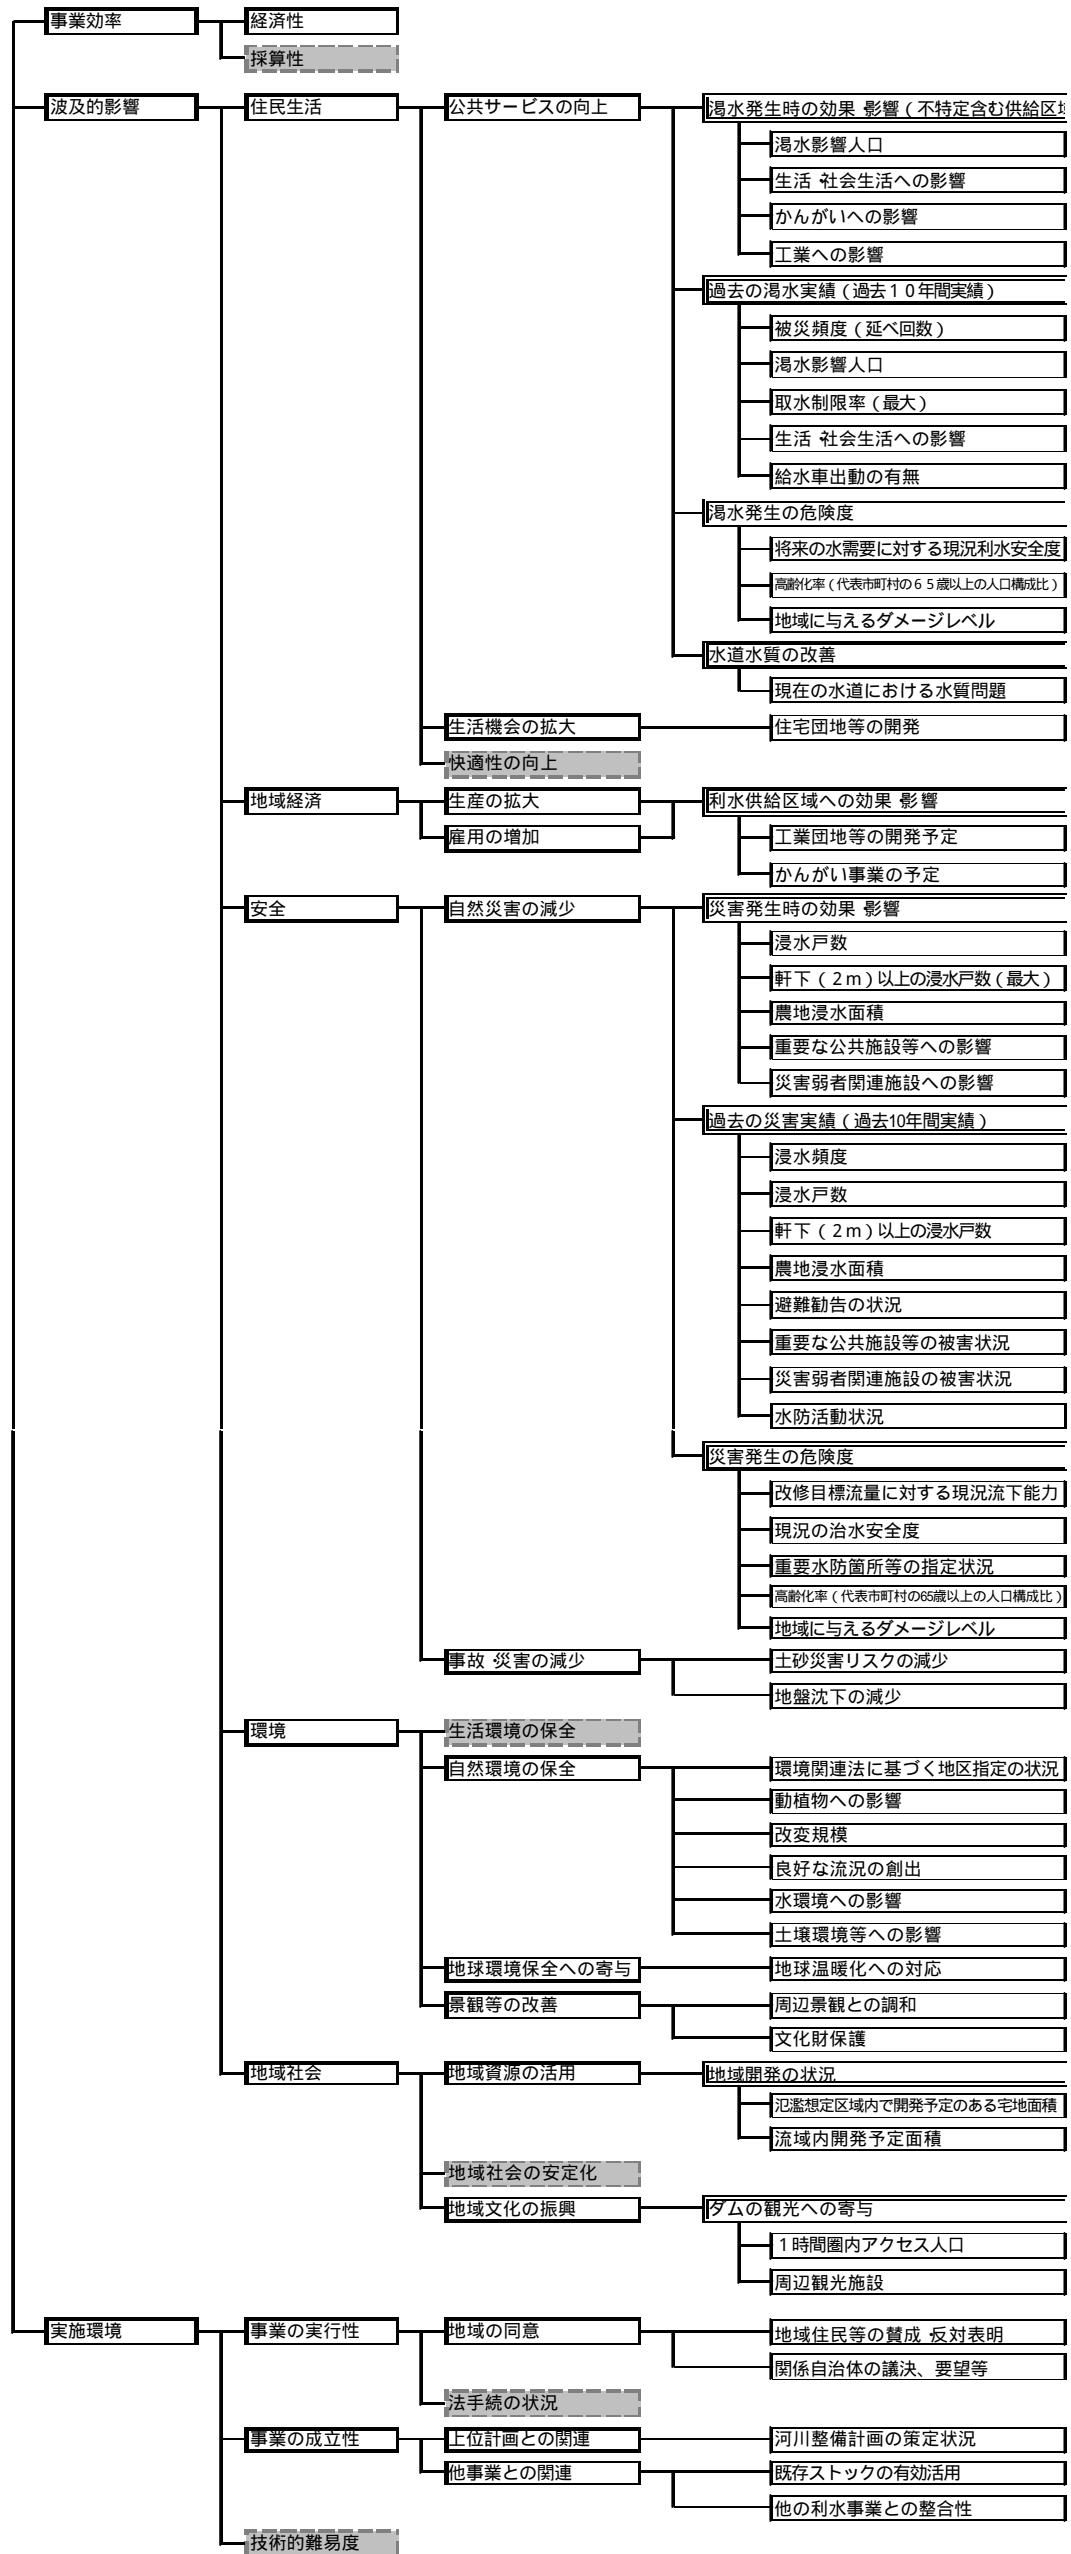 事業効率
経済性
採算性
波及的影響
住民生活
公共サービスの向上
渇水発生時の効果・影響（不特定含む供給区
渇水影響人口
生活・社会生活への影響
かんがいへの影響
工業への影響
過去の渇水実績（過去１０年間実績）
被災頻度（延べ回数）
渇水影響人口
取水制限率（最大）
生活・社会生活への影響
給水車出動の有無
渇水発生の危険度
将来の水需要に対する現況利水安全度
高齢化率（代表市町村の６５歳以上の人口構成比）
地域に与えるダメージレベル
水道水質の改善
現在の水道における水質問題
生活機会の拡大
住宅団地等の開発
快適性の向上
地域経済
生産の拡大
利水供給区域への効果・影響
雇用の増加
工業団地等の開発予定
かんがい事業の予定
安全
自然災害の減少
災害発生時の効果・影響
浸水戸数
軒下（２ｍ）以上の浸水戸数（最大）
農地浸水面積
重要な公共施設等への影響
災害弱者関連施設への影響
過去の災害実績（過去10年間実績）
浸水頻度
浸水戸数
軒下（２ｍ）以上の浸水戸数
農地浸水面積
避難勧告の状況
重要な公共施設等の被害状況
災害弱者関連施設の被害状況
水防活動状況
災害発生の危険度
改修目標流量に対する現況流下能力
現況の治水安全度
重要水防箇所等の指定状況
高齢化率（代表市町村の65歳以上の人口構成比）
地域に与えるダメージレベル
事故・災害の減少
土砂災害リスクの減少
地盤沈下の減少
環境
生活環境の保全
自然環境の保全
環境関連法に基づく地区指定の状況
動植物への影響
改変規模
良好な流況の創出
水環境への影響
土壌環境等への影響
地球環境保全への寄与
地球温暖化への対応
景観等の改善
周辺景観との調和
文化財保護
地域社会
地域資源の活用
地域開発の状況
氾濫想定区域内で開発予定のある宅地面積
流域内開発予定面積
地域社会の安定化
地域文化の振興
ダムの観光への寄与
１時間圏内アクセス人口
周辺観光施設
実施環境
事業の実行性
地域の同意
地域住民等の賛成・反対表明
関係自治体の議決、要望等
法手続の状況
事業の成立性
上位計画との関連
河川整備計画の策定状況
他事業との関連
既存ストックの有効活用
他の利水事業との整合性
技術的難易度